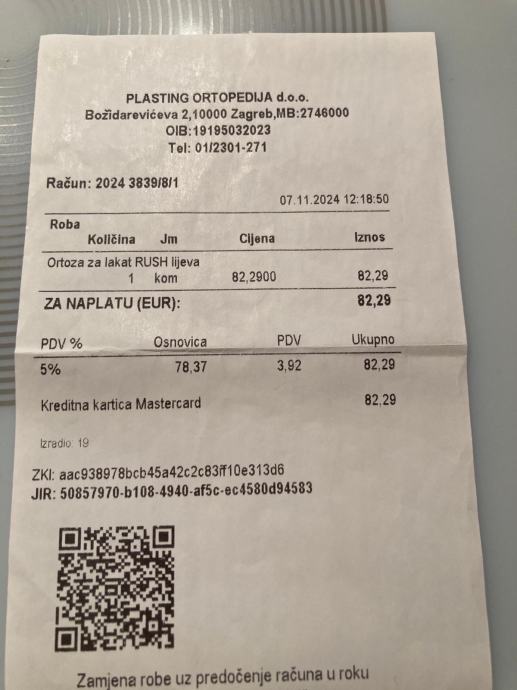 PLASTING ORTOPEDIJA d.o.o.
Božidarevićeva 2,10000 Zagreb,MB:2746000
OIB:19195032023
Tel: 01/2301-271
Račun: 2024 3839/8/1
07.11.2024 12:18:50
Roba
Količina Jm Cijena Iznos
Ortoza za lakat RUSH lijeva
1 kom 82,2900 82,29
ZA NAPLATU (EUR): 82,29
PDV % Osnovica PDV Ukupno
5% 78,37 3,92 82,29
Kreditna kartica Mastercard 82,29
Izradio: 19
ZKI: aac938978bcb45a42c2c83ff10e313d6
JIR: 50857970-b108-4940-af5c-ec4580d94583
Zamjena robe uz predočenje računa u roku